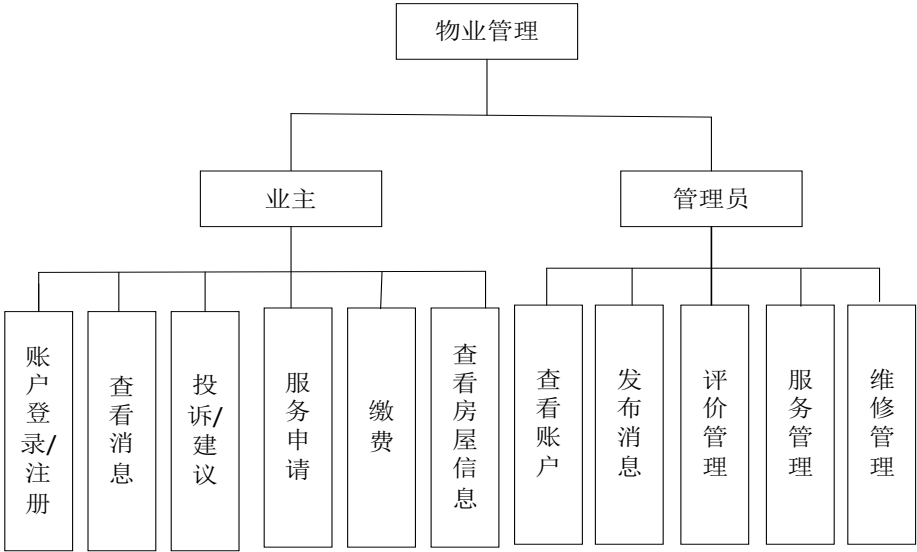 物业管理
业主
管理员
账户登录/注册
查看消息
投诉/建议
服务申请
缴费
查看房屋信息
查看账户
发布消息
评价管理
服务管理
维修管理